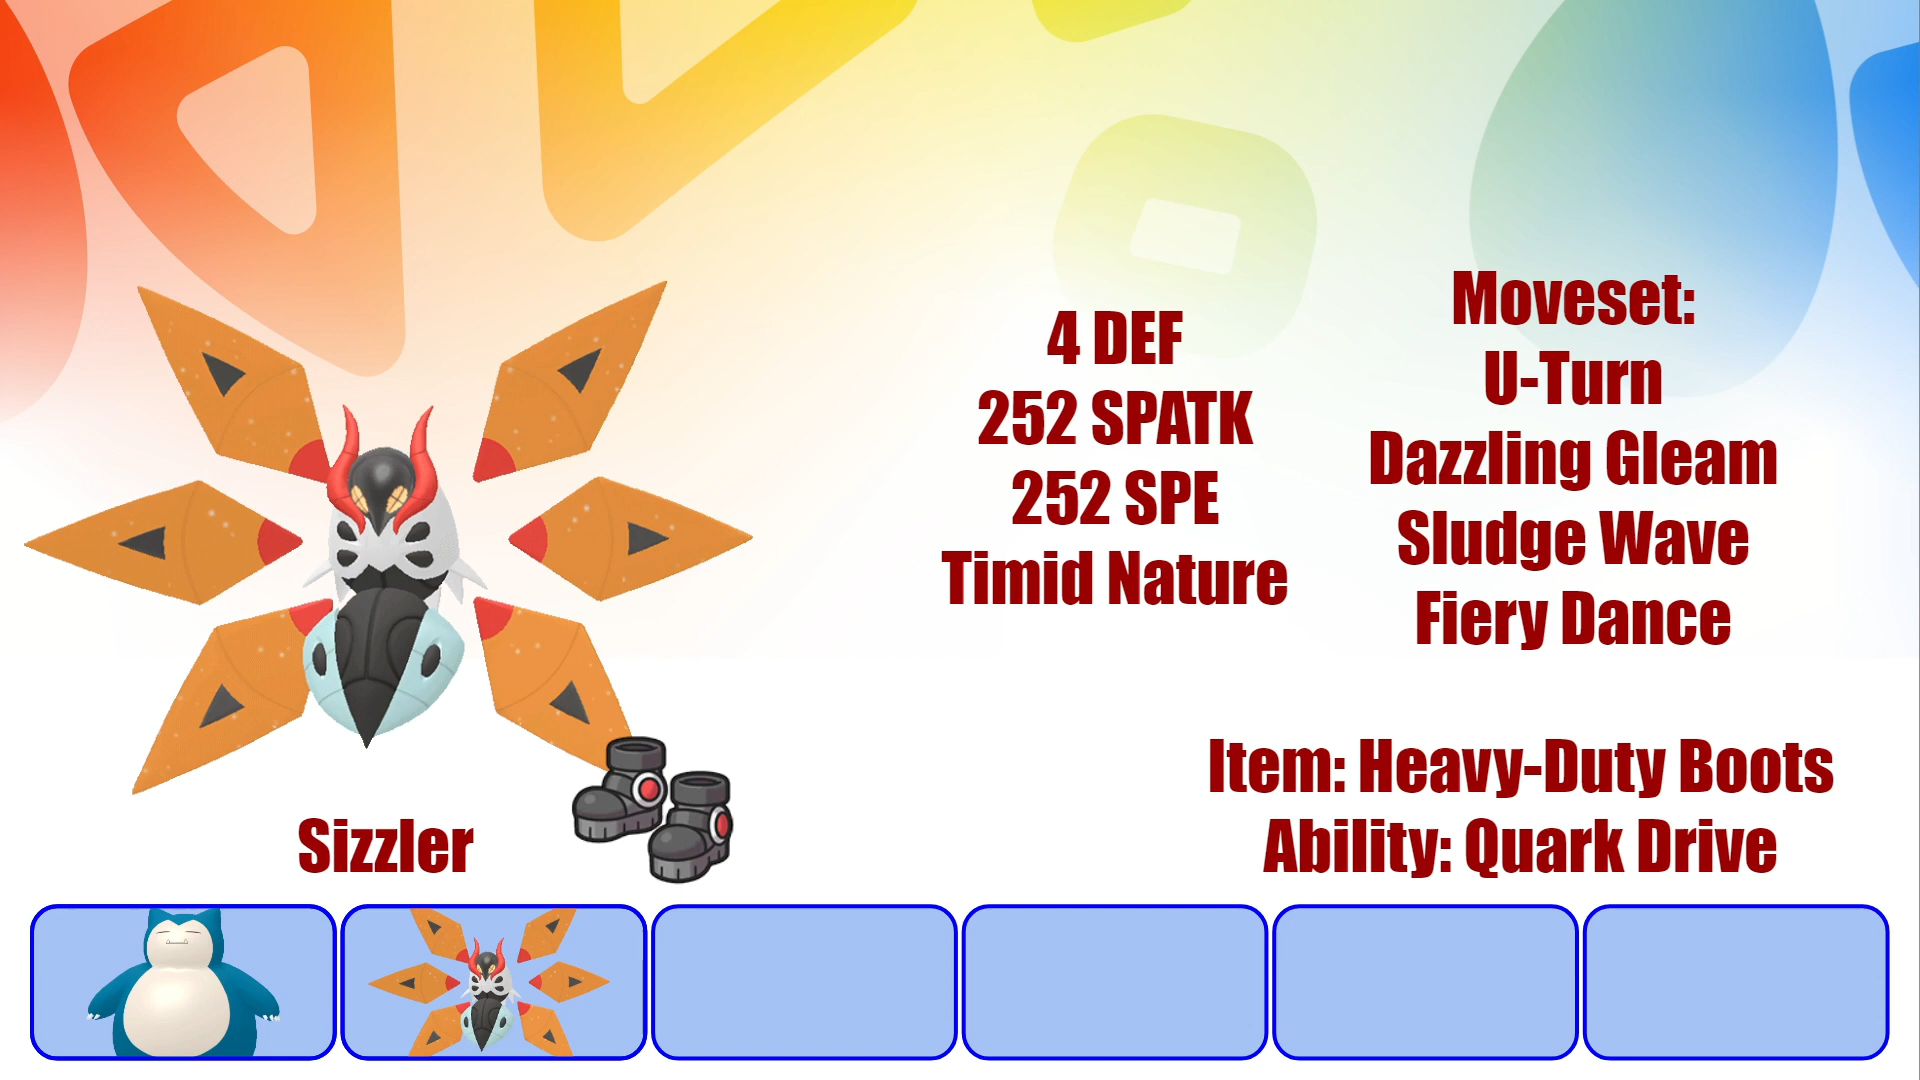 4 DEF
252 SPATK
252 SPE
Timid Nature
Moveset:
U-Turn
Dazzling Gleam
Sludge Wave
Fiery Dance
Item: Heavy-Duty Boots
Ability: Quark Drive
Sizzler